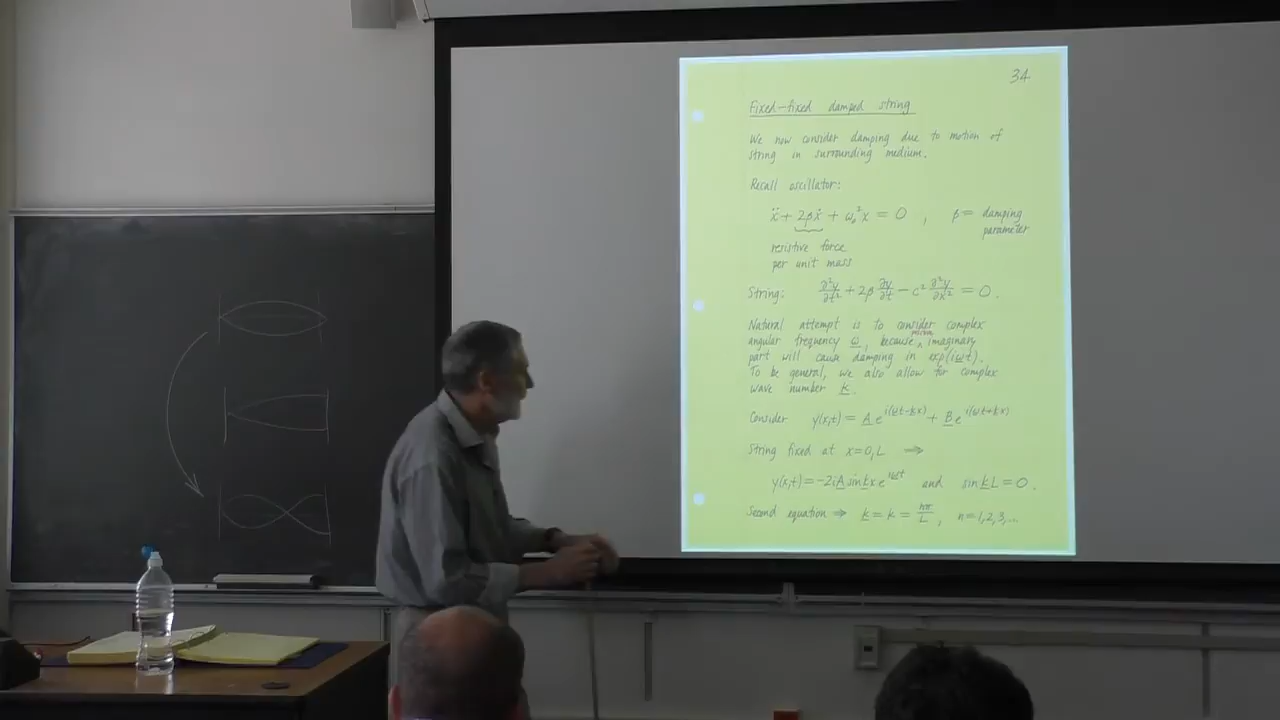 34
Fixed-fixed damped string
We now consider damping due to motion of
string in surrounding medium.
Recall oscillator:
ẍ + 2βẋ + ω₀²x = 0 , β = damping
parameter
resistive force
per unit mass
String: ∂²y/∂t² + 2β ∂y/∂t − c² ∂²y/∂x² = 0.
Natural attempt is to consider complex
angular frequency ω, because imaginary
part will cause damping in exp(iωt).
To be general, we also allow for complex
wave number k.
Consider y(x,t) = A e^{i(ωt−kx)} + B e^{i(ωt+kx)}
String fixed at x=0,L ⇒
y(x,t) = −2iA sin kx e^{iωt} and sin kL = 0.
Second equation ⇒ k = k = nπ/L , n=1,2,3,...